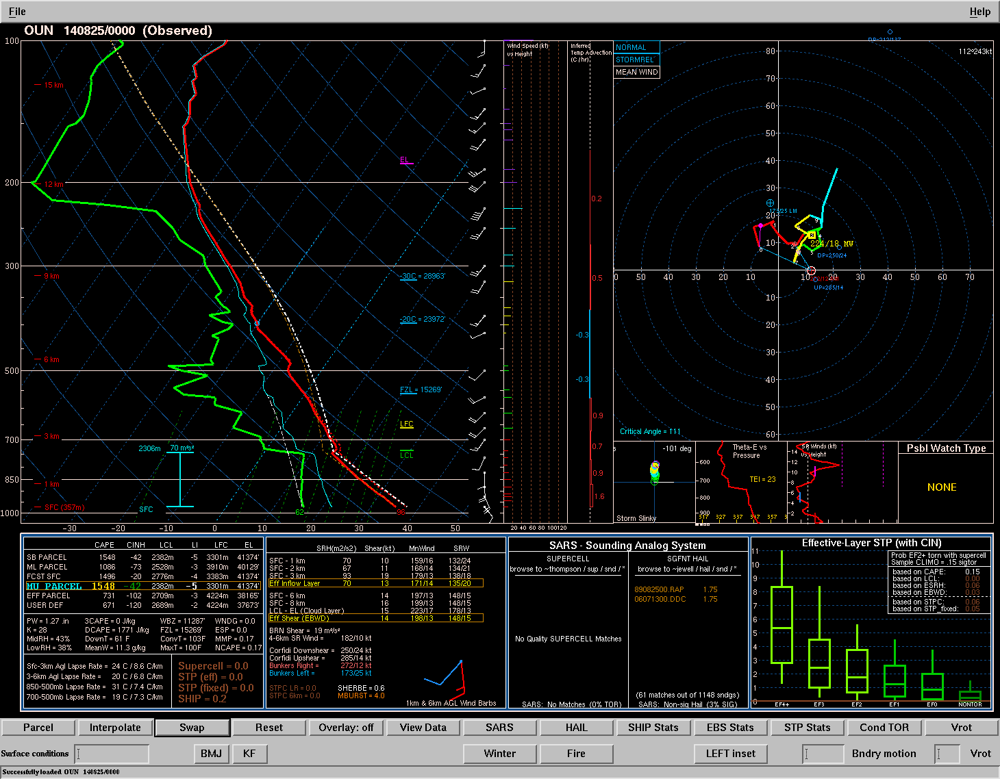 File Help
OUN 140825/0000 (Observed)
100
200
300
500
700
850
1000
15 km
12 km
9 km
6 km
3 km
1 km
SFC (357m)
2306m 70 m²s²
SFC
EL
-30C = 28963'
-20C = 23972'
FZL = 15269'
LFC
LCL
62 96
-30 -20 -10 0 10 20 30 40 50
Wind Speed (kt)
vs Height
20 40 60 80 100120
Inferred
Temp Advection
(C /hr)
0.2
0.5
-0.3
-0.3
0.9
0.7
0.9
1.6
NORMAL
STORMREL
MEAN WIND
112°243kt
80
70
60
50
40
30
20
10
50 40 30 20 10 10 20 30 40 50 60 70
10
20
30
40
50
60
173/25 LM
224/18 MW
DP=250/24
UP=285/14
Critical Angle = 111
-101 deg
Storm Slinky
Theta-E vs
Pressure
TEI = 23
600
700
800
900
317 327 337 347 357
SR Winds (kt)
vs Height
14
12
10
8
6
4
2
Psbl Watch Type
NONE
CAPE CINH LCL LI LFC EL
SB PARCEL 1548 -42 2382m -5 3301m 41374'
ML PARCEL 1086 -73 2528m -3 3910m 40129'
FCST SFC 1496 -20 2776m -4 3383m 41374'
MU PARCEL 1548 -42 2382m -5 3301m 41374'
EFF PARCEL 731 -102 2709m -3 4224m 38165'
USER DEF 671 -120 2689m -2 4224m 37673'
PW = 1.27 .in 3CAPE = 0 J/kg WBZ = 11287' WNDG = 0.0
K = 28 DCAPE = 1771 J/kg FZL = 15269' ESP = 0.0
MidRH = 43% DownT = 61 F ConvT = 103F MMP = 0.17
LowRH = 38% MeanW = 11.3 g/kg MaxT = 100F NCAPE = 0.17
Sfc-3km Agl Lapse Rate = 24 C / 8.6 C/km
3-6km Agl Lapse Rate = 20 C / 6.8 C/km
850-500mb Lapse Rate = 31 C / 7.4 C/km
700-500mb Lapse Rate = 19 C / 7.3 C/km
Supercell = 0.0
STP (eff) = 0.0
STP (fixed) = 0.0
SHIP = 0.2
SRH(m2/s2) Shear(kt) MnWind SRW
SFC - 1 km 70 10 159/16 132/24
SFC - 2 km 67 11 168/14 134/21
SFC - 3 km 93 19 179/13 138/18
Eff Inflow Layer 70 13 171/14 135/20
SFC - 6 km 14 197/13 148/15
SFC - 8 km 16 199/13 148/15
LCL - EL (Cloud Layer) 15 223/17 178/13
Eff Shear (EBWD) 14 198/13 148/15
BRN Shear = 19 m²/s²
4-6km SR Wind = 182/10 kt
Corfidi Downshear = 250/24 kt
Corfidi Upshear = 285/14 kt
Bunkers Right = 272/12 kt
Bunkers Left = 173/25 kt
STPC LR = 0.0 SHERBE = 0.6
STPC 6km = 0.0 MBURST = 4.0
1km & 6km AGL Wind Barbs
SARS - Sounding Analog System
SUPERCELL SGFNT HAIL
browse to ~thompson / sup / snd / * browse to ~jewell / hail / snd / *
89082500.RAP 1.75
06071300.DDC 1.75
No Quality SUPERCELL Matches
(61 matches out of 1148 sndgs)
SARS: No Matches (0% TOR) SARS: Non-sig Hail (3% SIG)
Effective-Layer STP (with CIN)
11
10
9
8
7
6
5
4
3
2
1
0
Prob EF2+ torn with supercell
Sample CLIMO = .15 sigtor
based on CAPE: 0.15
based on LCL: 0.00
based on ESRH: 0.06
based on EBWD: 0.03
based on STPC: 0.06
based on STP_fixed: 0.05
EF4+ EF3 EF2 EF1 EF0 NONTOR
Parcel Interpolate Swap Reset Overlay: off View Data SARS HAIL SHIP Stats EBS Stats STP Stats Cond TOR Vrot
Surface conditions BMJ KF Winter Fire LEFT inset Bndry motion Vrot
Successfully loaded OUN 140825/0000